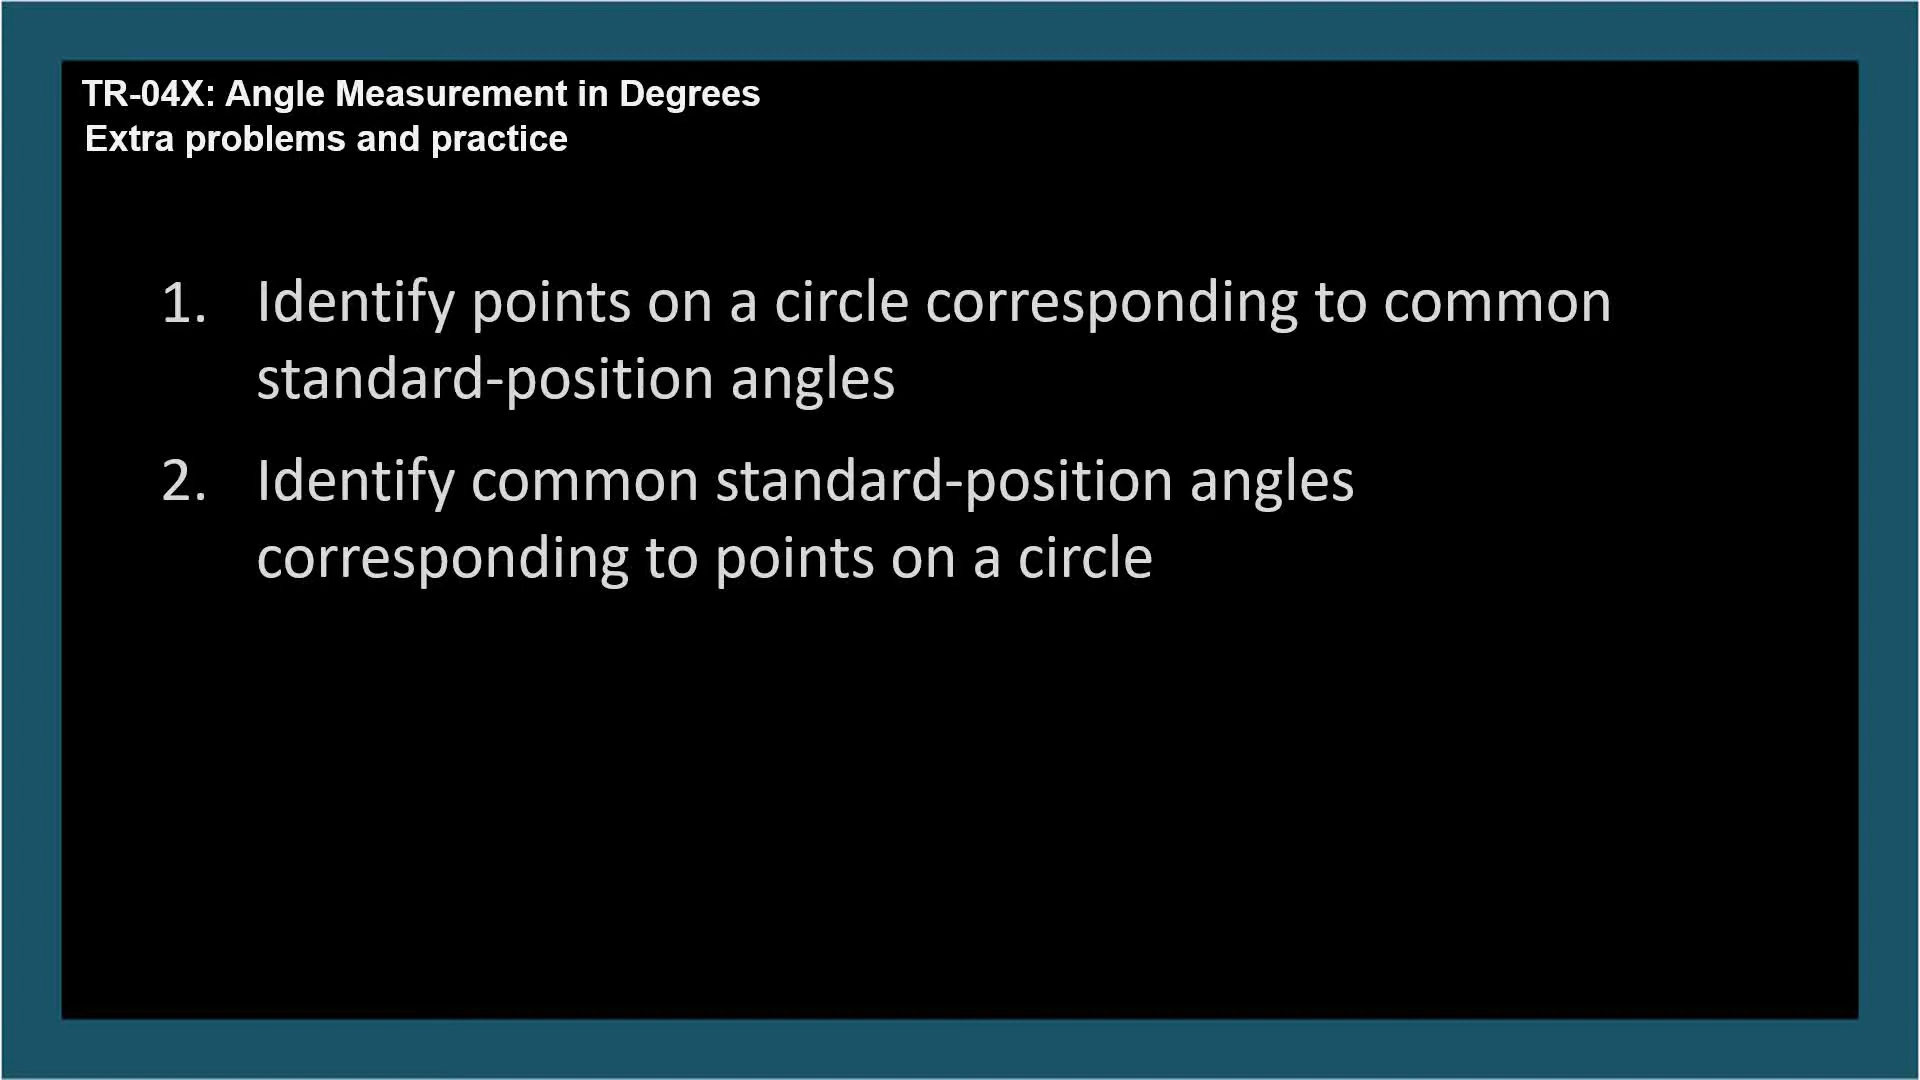 TR-04X: Angle Measurement in Degrees
Extra problems and practice
1. Identify points on a circle corresponding to common
standard-position angles
2. Identify common standard-position angles
corresponding to points on a circle